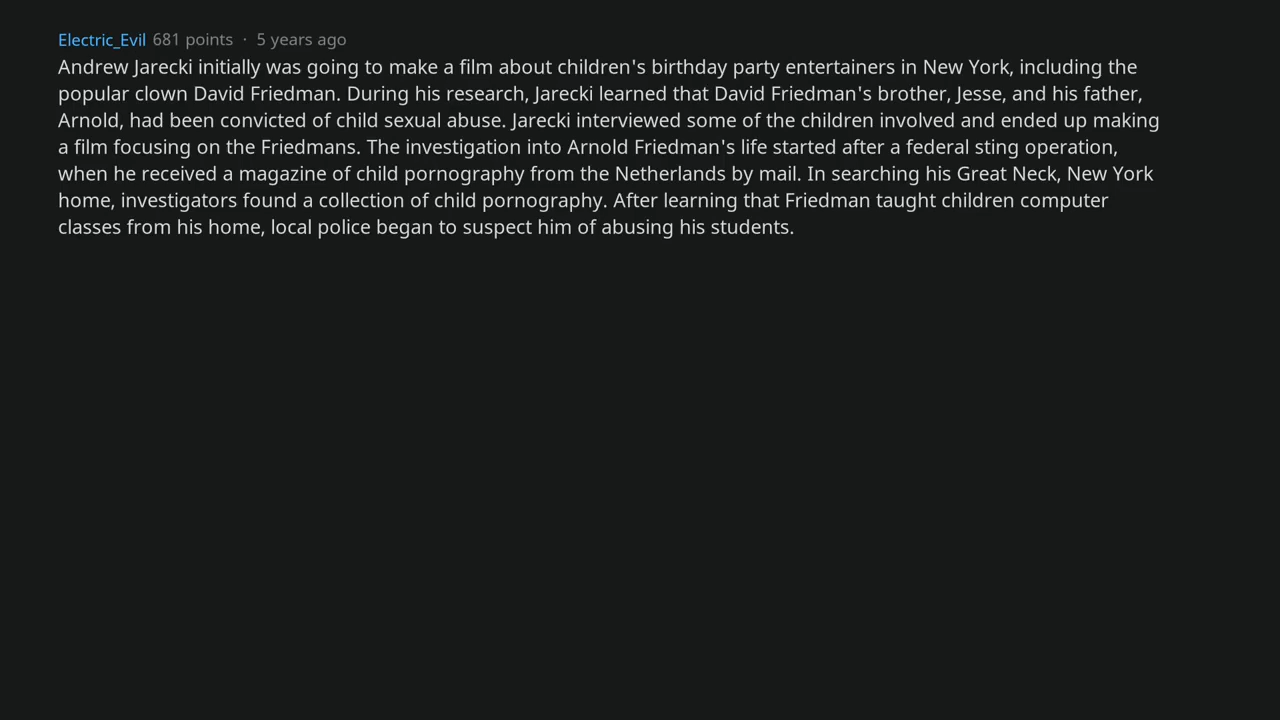 Electric_Evil 681 points · 5 years ago
Andrew Jarecki initially was going to make a film about children's birthday party entertainers in New York, including the
popular clown David Friedman. During his research, Jarecki learned that David Friedman's brother, Jesse, and his father,
Arnold, had been convicted of child sexual abuse. Jarecki interviewed some of the children involved and ended up making
a film focusing on the Friedmans. The investigation into Arnold Friedman's life started after a federal sting operation,
when he received a magazine of child pornography from the Netherlands by mail. In searching his Great Neck, New York
home, investigators found a collection of child pornography. After learning that Friedman taught children computer
classes from his home, local police began to suspect him of abusing his students.